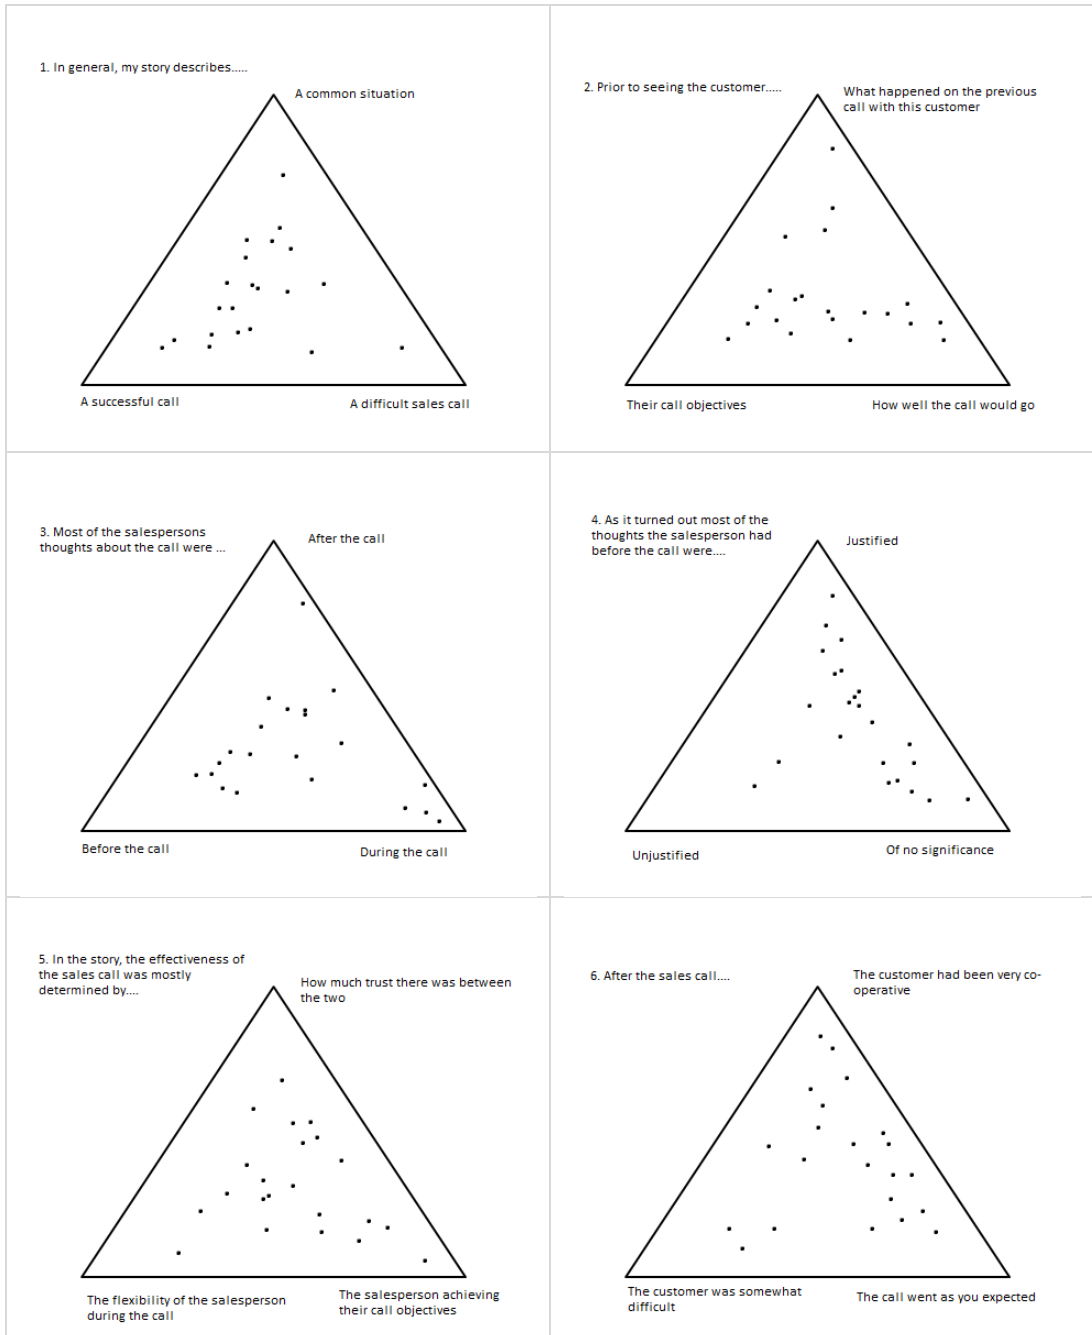 1. In general, my story describes.....
A common situation
A successful call
A difficult sales call
2. Prior to seeing the customer.....
What happened on the previous
call with this customer
Their call objectives
How well the call would go
3. Most of the salespersons
thoughts about the call were ...
After the call
Before the call
During the call
4. As it turned out most of the
thoughts the salesperson had
before the call were....
Justified
Unjustified
Of no significance
5. In the story, the effectiveness of
the sales call was mostly
determined by....
How much trust there was between
the two
The flexibility of the salesperson
during the call
The salesperson achieving
their call objectives
6. After the sales call....
The customer had been very co-
operative
The customer was somewhat
difficult
The call went as you expected